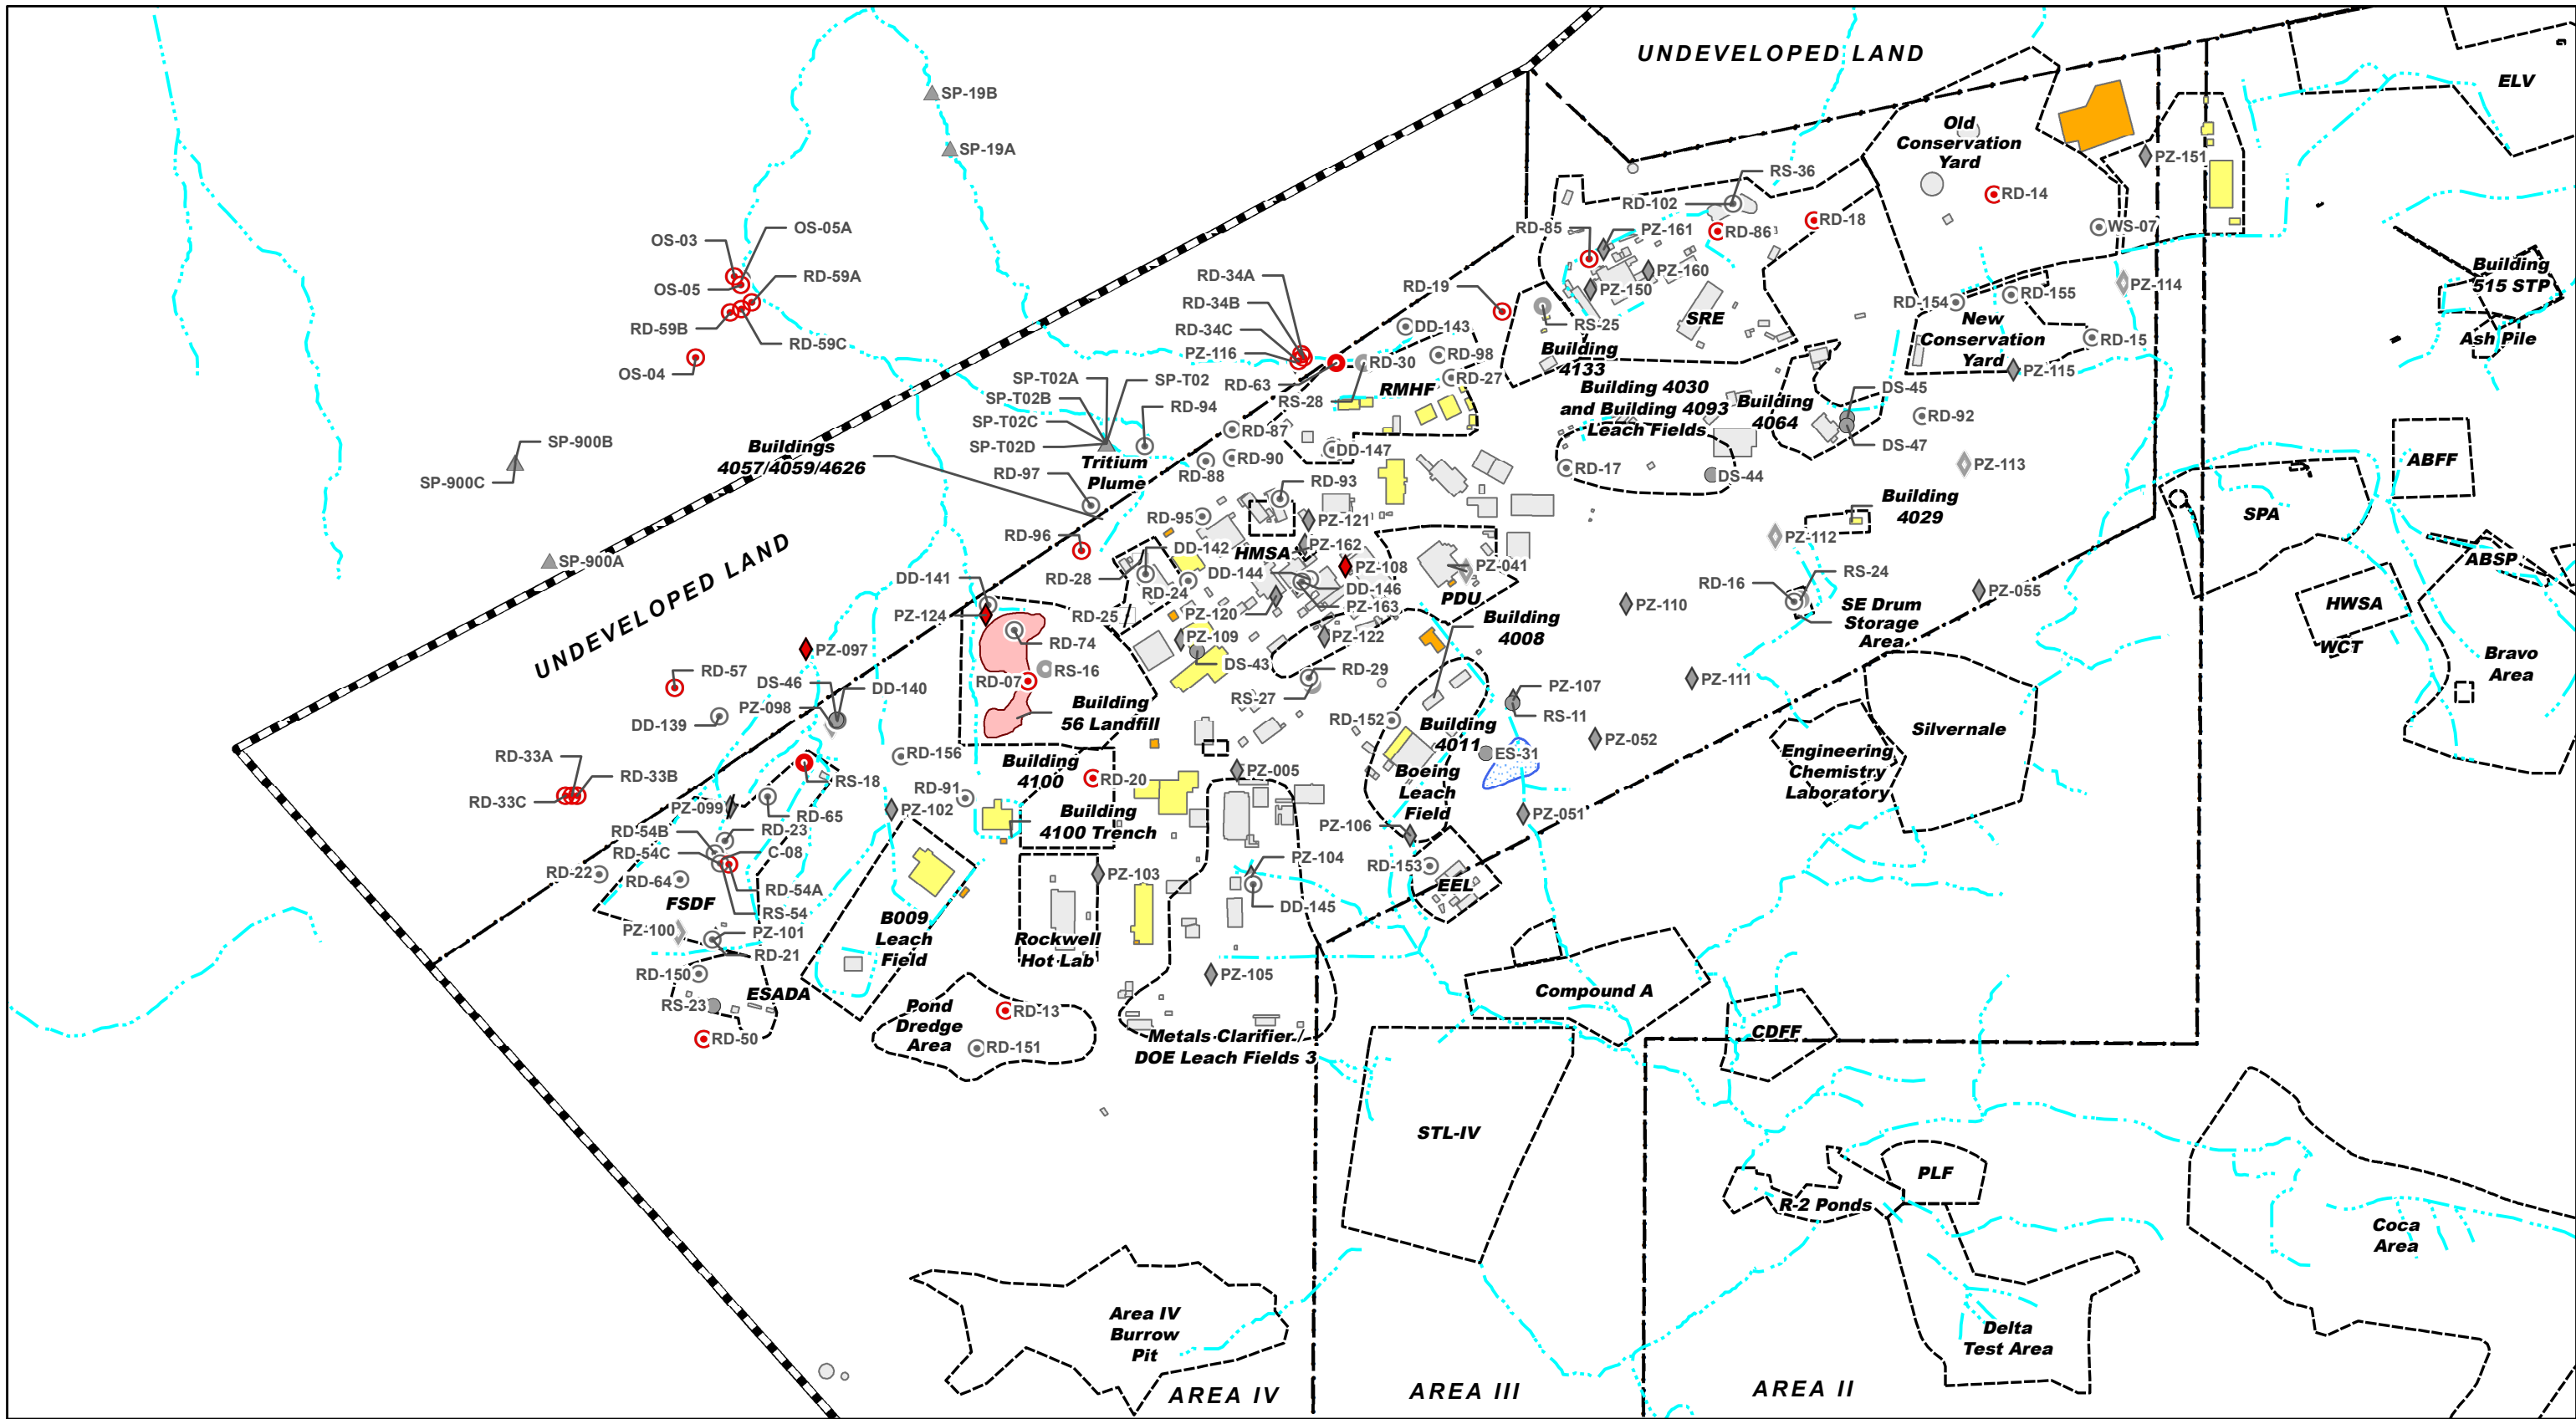 UNDEVELOPED LAND
ELV
SP-19B
SP-19A
Old
Conservation
Yard
PZ-151
RS-36
RD-102
RD-18
RD-14
RD-86
RD-85
PZ-161
WS-07
OS-03
OS-05A
RD-59A
OS-05
RD-59B
RD-59C
OS-04
RD-34A
RD-34B
RD-34C
PZ-116
RD-63
RD-19
PZ-160
PZ-150
RS-25
SRE
PZ-114
RD-154
RD-155
New
Conservation
Yard
RD-15
PZ-115
Building
515 STP
Ash Pile
DD-143
RD-30
RD-98
RD-27
RMHF
RS-28
Building
4133
Building 4030
and Building 4093
Leach Fields
Building
4064
DS-45
RD-92
DS-47
SP-T02A
SP-T02
SP-T02B
SP-T02C
SP-T02D
RD-94
RD-97
Tritium
Plume
RD-87
RD-90
RD-88
DD-147
RD-17
DS-44
PZ-113
ABFF
SP-900B
SP-900C
SP-900A
Buildings
4057/4059/4626
RD-93
RD-95
PZ-121
PZ-162
HMSA
RD-96
DD-142
RD-28
RD-24
DD-144
PZ-108
DD-146
PZ-163
PZ-120
PZ-041
PDU
Building
4029
PZ-112
SPA
ABSP
HWSA
WCT
Bravo
Area
RD-16
RS-24
SE Drum
Storage
Area
PZ-055
PZ-110
PZ-111
UNDEVELOPED LAND
DD-141
PZ-124
RD-25
PZ-109
PZ-122
DS-43
RD-74
RS-16
RD-07
RD-29
RS-27
Building
4008
PZ-097
RD-57
DS-46
DD-140
PZ-098
DD-139
Building
56 Landfill
RD-152
Building
4011
PZ-107
RS-11
PZ-052
ES-31
Boeing
Leach
Field
Silvernale
Engineering
Chemistry
Laboratory
RD-33A
RD-33B
RD-33C
RS-18
RD-156
Building
4100
RD-20
PZ-005
PZ-099
RD-65
RD-91
PZ-102
Building
4100 Trench
PZ-106
PZ-051
RD-54B
RD-23
RD-54C
C-08
RD-22
RD-64
RD-54A
RS-54
FSDF
PZ-103
PZ-104
RD-153
EEL
DD-145
PZ-100
PZ-101
RD-21
B009
Leach
Field
Rockwell
Hot Lab
RD-150
ESADA
RS-23
RD-50
PZ-105
Pond
Dredge
Area
RD-13
RD-151
Metals Clarifier/
DOE Leach Fields 3
Compound A
CDFF
STL-IV
PLF
R-2 Ponds
Coca
Area
Area IV
Burrow
Pit
Delta
Test Area
AREA IV
AREA III
AREA II